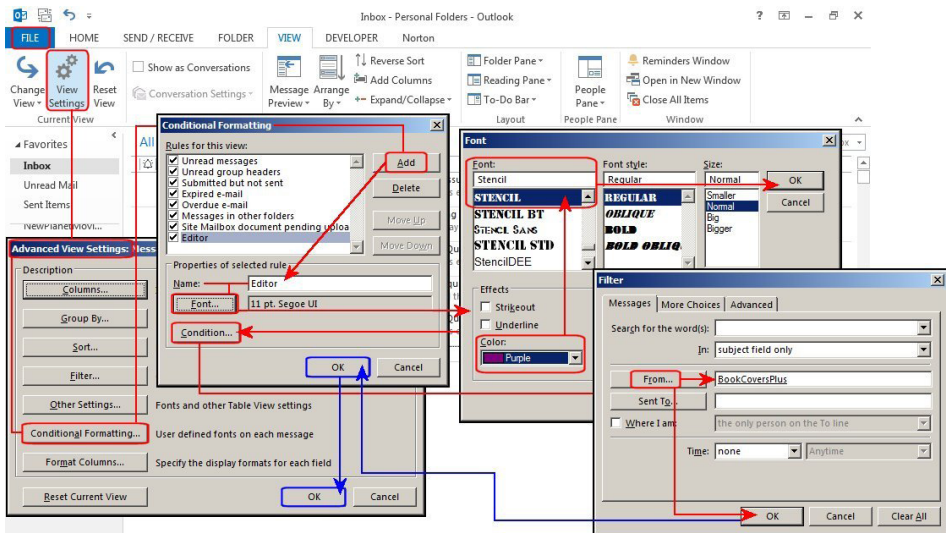 Inbox - Personal Folders - Outlook
FILE HOME SEND / RECEIVE FOLDER VIEW DEVELOPER Norton
Change View View Settings Reset View
Current View
Show as Conversations
Conversation Settings
Message Preview
Arrange By
Reverse Sort
Add Columns
Expand/Collapse
Folder Pane
Reading Pane
To-Do Bar
Layout
People Pane
People Pane
Reminders Window
Open in New Window
Close All Items
Window
Favorites
Inbox
Unread Mail
Sent Items
NewPlanetMovi...
All
Conditional Formatting
Rules for this view:
Unread messages
Unread group headers
Submitted but not sent
Expired e-mail
Overdue e-mail
Messages in other folders
Site Mailbox document pending uploa
Editor
Add
Delete
Move Up
Move Down
Properties of selected rule
Name: Editor
Font... 11 pt. Segoe UI
Condition...
OK Cancel
Advanced View Settings: Mess
Description
Columns...
Group By...
Sort...
Filter...
Other Settings... Fonts and other Table View settings
Conditional Formatting... User defined fonts on each message
Format Columns... Specify the display formats for each field
Reset Current View OK Cancel
Font
Font: Font style: Size:
Stencil Regular Normal OK
STENCIL REGULAR Smaller
STENCIL BT OBLIQUE Normal Cancel
STENCIL SANS BOLD Big
STENCIL STD BOLD OBLIQ Bigger
StencilDEE
Effects
Strikeout
Underline
Color:
Purple
Filter
Messages More Choices Advanced
Search for the word(s):
In: subject field only
From... BookCoversPlus
Sent To...
Where I am the only person on the To line
Time: none Anytime
OK Cancel Clear All